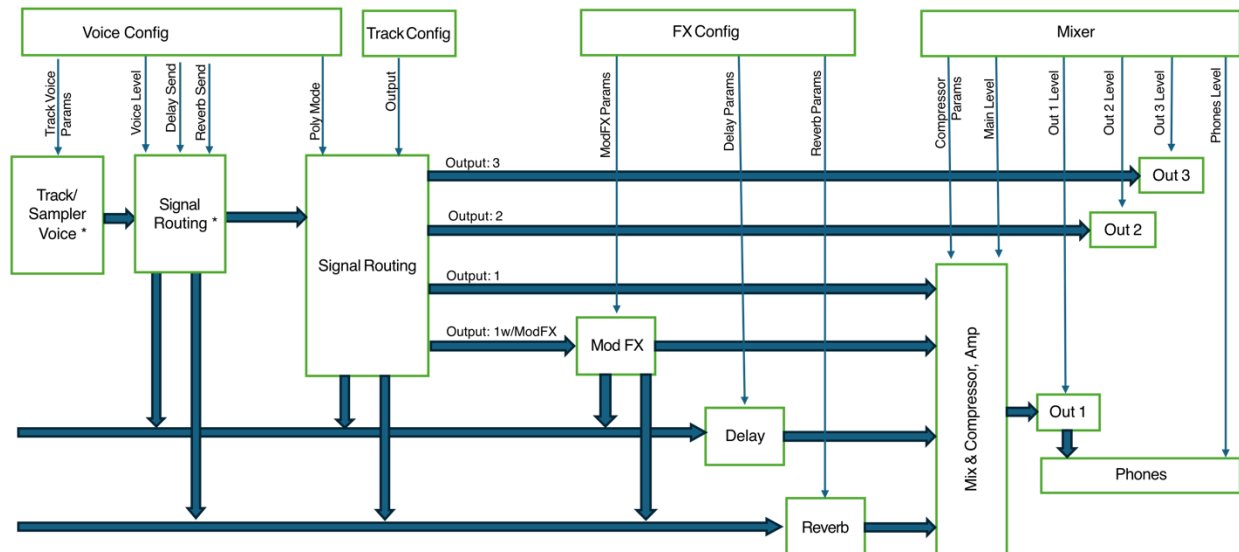 Voice Config
Track Config
FX Config
Mixer
Track Voice
Params
Voice Level
Delay Send
Reverb Send
Poly Mode
Output
ModFX Params
Delay Params
Reverb Params
Compressor
Params
Main Level
Out 1 Level
Out 2 Level
Out 3 Level
Phones Level
Track/
Sampler
Voice *
Signal
Routing *
Signal Routing
Output: 3
Out 3
Output: 2
Out 2
Output: 1
Output: 1w/ModFX
Mod FX
Mix & Compressor, Amp
Out 1
Delay
Phones
Reverb